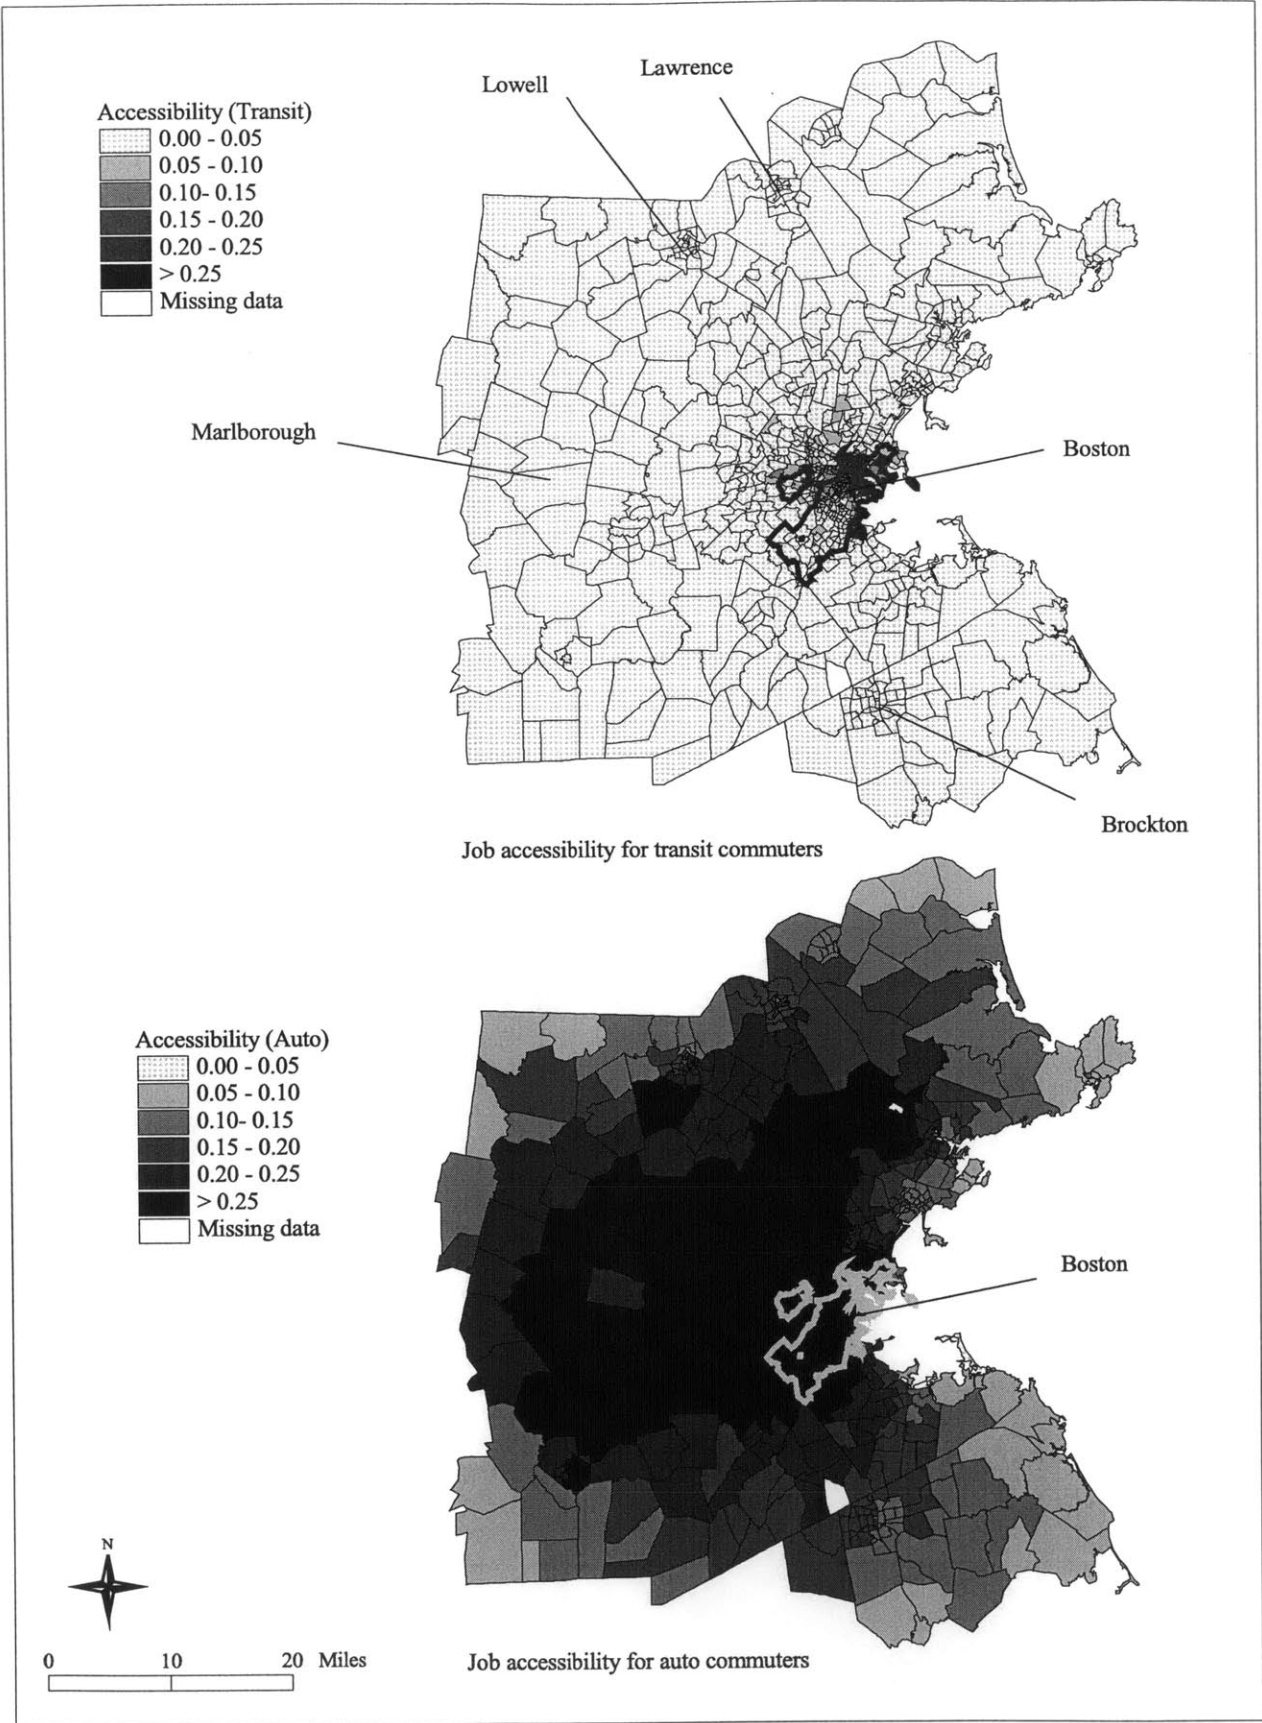 Lowell
Lawrence
Accessibility (Transit)
0.00 - 0.05
0.05 - 0.10
0.10- 0.15
0.15 - 0.20
0.20 - 0.25
> 0.25
Missing data
Marlborough
Boston
Brockton
Job accessibility for transit commuters
Accessibility (Auto)
0.00 - 0.05
0.05 - 0.10
0.10- 0.15
0.15 - 0.20
0.20 - 0.25
> 0.25
Missing data
Boston
N
0 10 20 Miles
Job accessibility for auto commuters